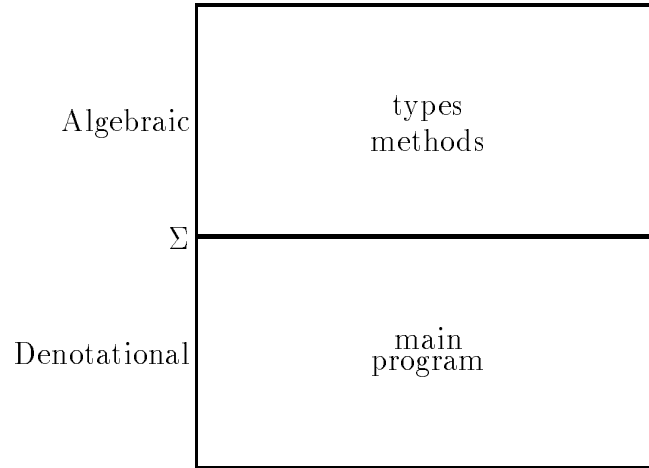 Algebraic
types
methods
Σ
Denotational
main
program